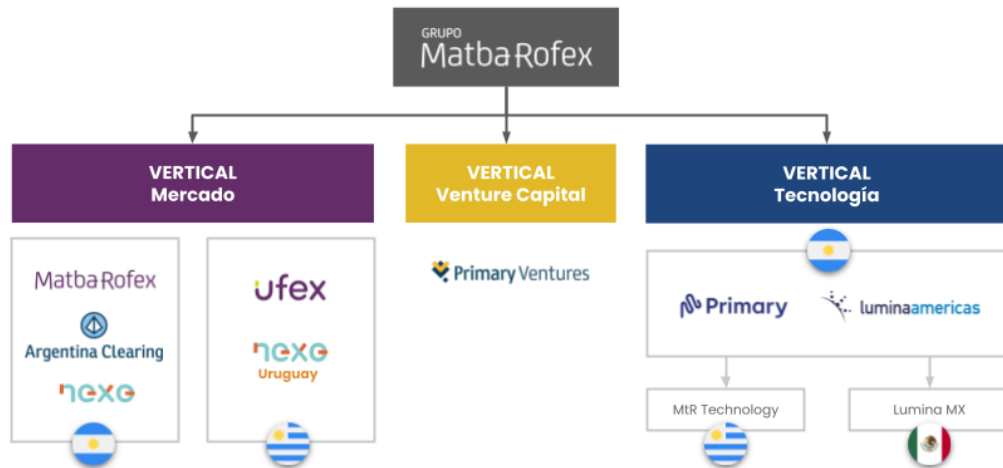 GRUPO
MatbaRofex
VERTICAL
Mercado
VERTICAL
Venture Capital
VERTICAL
Tecnología
MatbaRofex
Argentina Clearing
nexo
ufex
nexo
Uruguay
Primary Ventures
Primary
luminaamericas
MtR Technology
Lumina MX